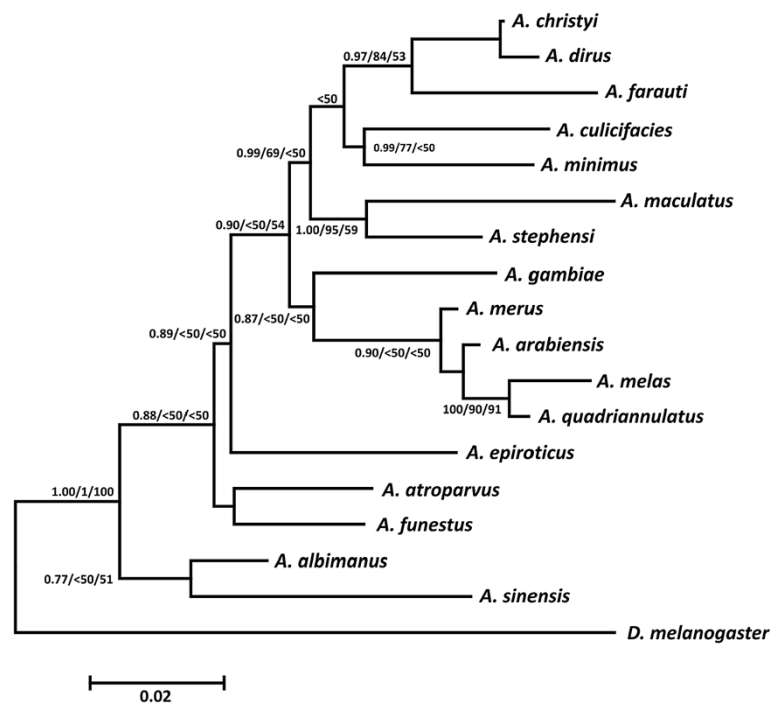 A. christyi
0.97/84/53
A. dirus
A. farauti
<50
A. culicifacies
0.99/77/<50
0.99/69/<50
A. minimus
A. maculatus
0.90/<50/54
1.00/95/59
A. stephensi
A. gambiae
A. merus
0.87/<50/<50
0.89/<50/<50
A. arabiensis
0.90/<50/<50
A. melas
100/90/91
0.88/<50/<50
A. quadriannulatus
A. epiroticus
A. atroparvus
1.00/1/100
A. funestus
A. albimanus
0.77/<50/51
A. sinensis
D. melanogaster
0.02